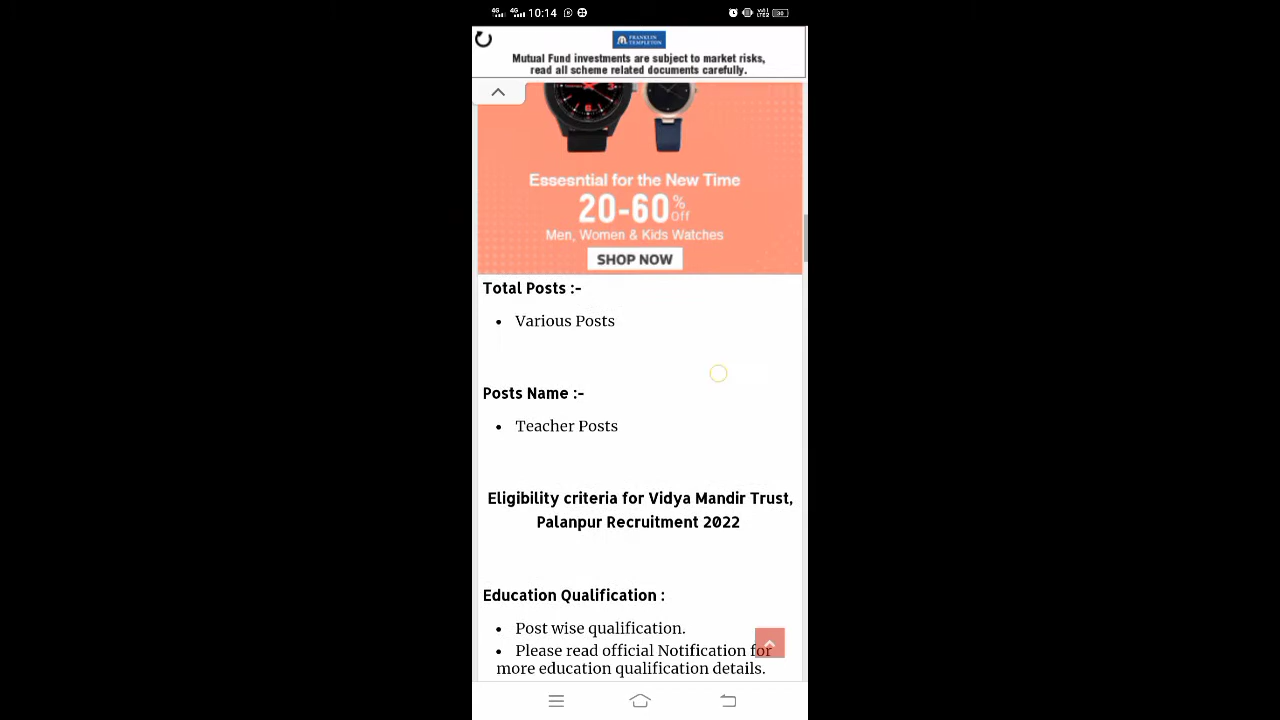 4G 4G 10:14
FRANKLIN
TEMPLETON
Mutual Fund investments are subject to market risks,
read all scheme related documents carefully.
Essesntial for the New Time
20-60% Off
Men, Women & Kids Watches
SHOP NOW
Total Posts :-
• Various Posts
Posts Name :-
• Teacher Posts
Eligibility criteria for Vidya Mandir Trust,
Palanpur Recruitment 2022
Education Qualification :
• Post wise qualification.
• Please read official Notification for
more education qualification details.